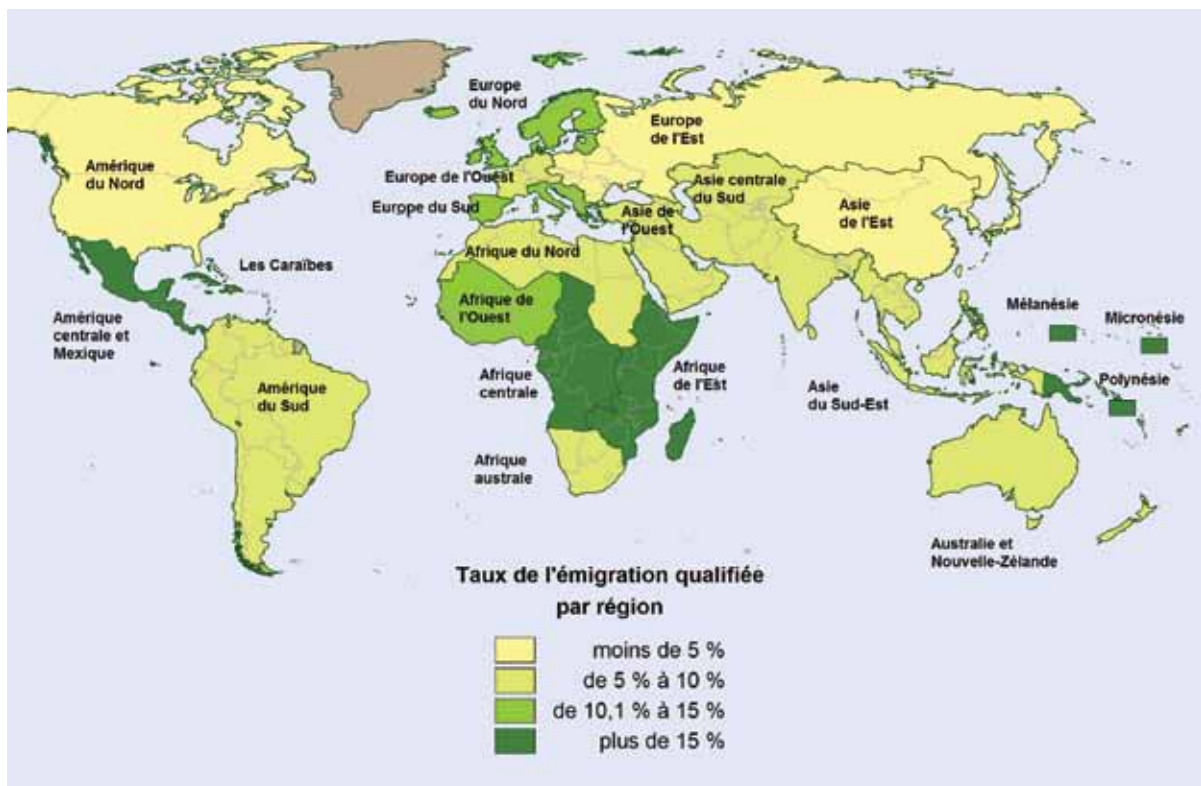 Europe
du Nord
Europe
de l'Est
Amérique
du Nord
Europe de l'Ouest
Asie centrale
du Sud
Europe du Sud
Asie de
l'Ouest
Asie
de l'Est
Afrique du Nord
Les Caraïbes
Afrique de
l'Ouest
Mélanésie
Micronésie
Amérique
centrale et
Mexique
Afrique
centrale
Afrique
de l'Est
Polynésie
Amérique
du Sud
Asie
du Sud-Est
Afrique
australe
Australie et
Nouvelle-Zélande
Taux de l'émigration qualifiée
par région
moins de 5 %
de 5 % à 10 %
de 10,1 % à 15 %
plus de 15 %